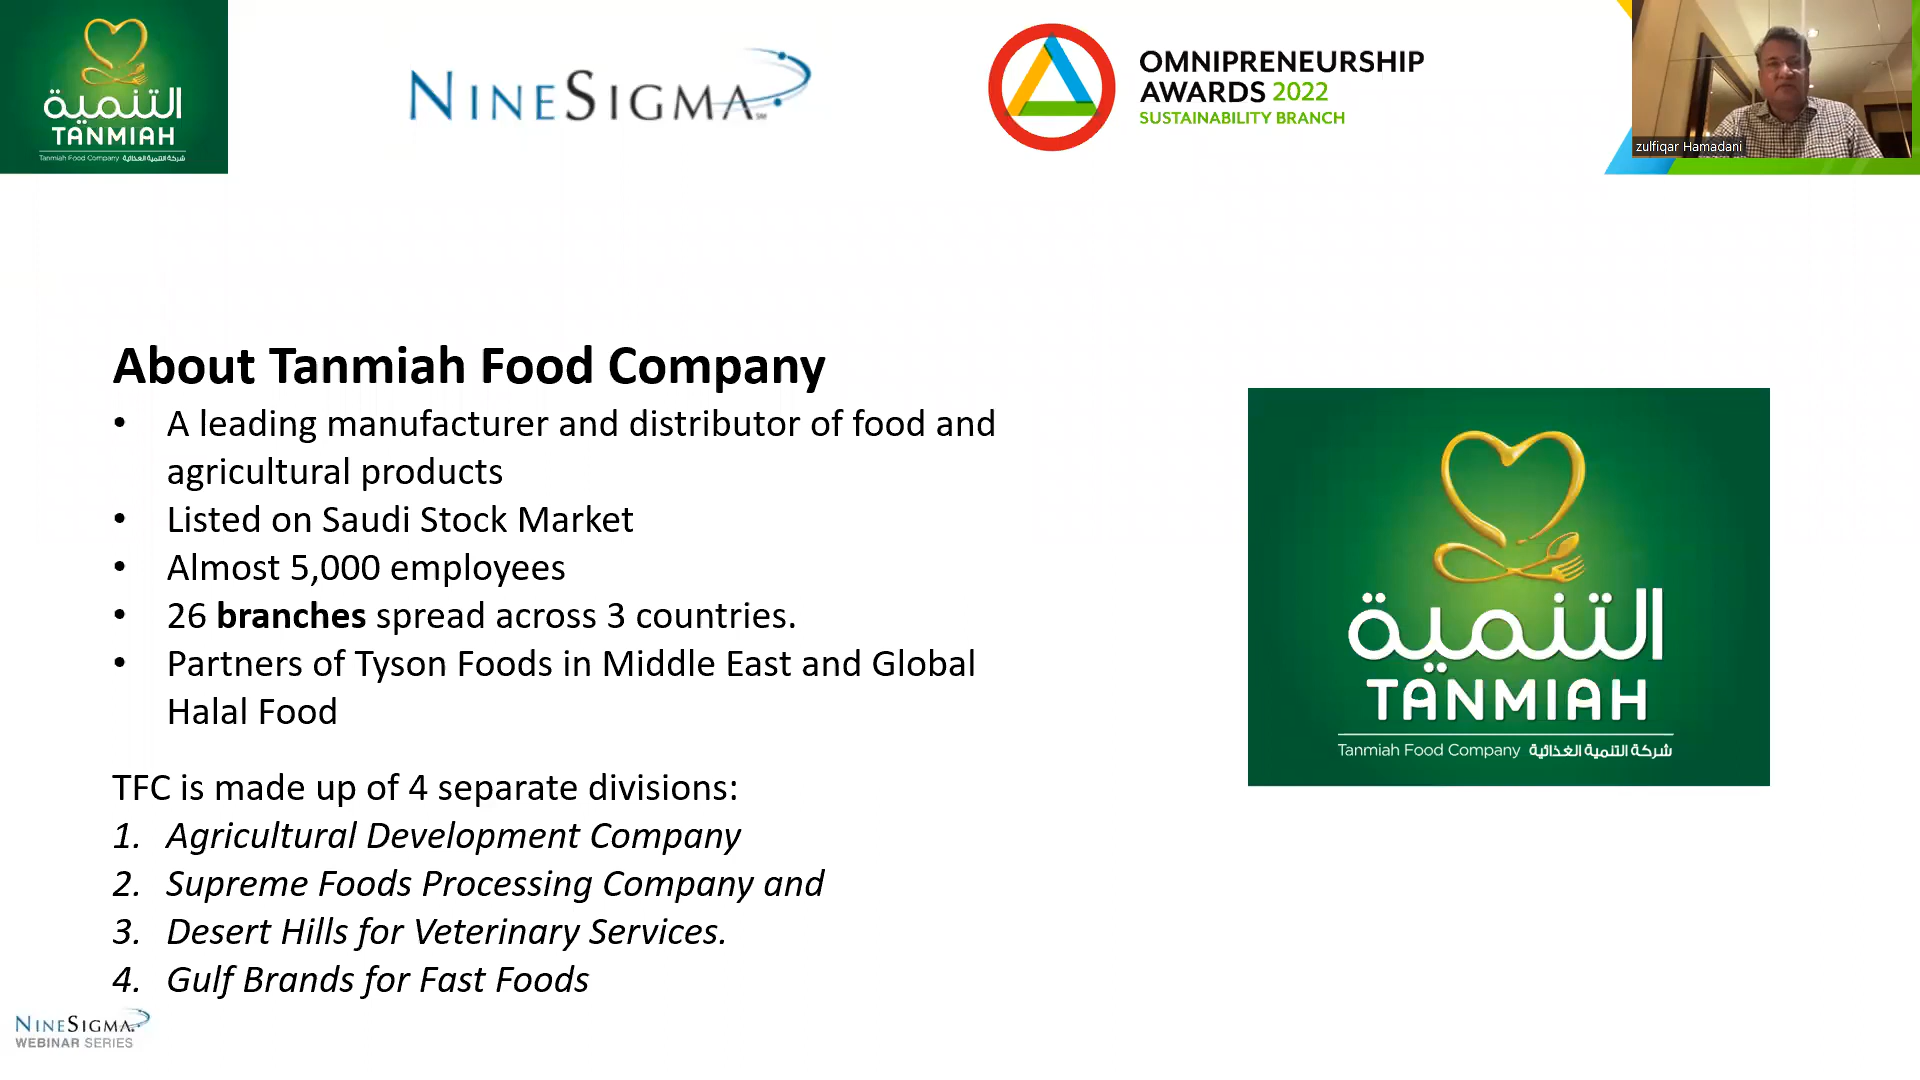 التنمية
TANMIAH
Tanmiah Food Company شركة التنمية الغذائية
NINESIGMA
SM
OMNIPRENEURSHIP
AWARDS 2022
SUSTAINABILITY BRANCH
zulfiqar Hamadani
About Tanmiah Food Company
• A leading manufacturer and distributor of food and
agricultural products
• Listed on Saudi Stock Market
• Almost 5,000 employees
• 26 branches spread across 3 countries.
• Partners of Tyson Foods in Middle East and Global
Halal Food
TFC is made up of 4 separate divisions:
1. Agricultural Development Company
2. Supreme Foods Processing Company and
3. Desert Hills for Veterinary Services.
4. Gulf Brands for Fast Foods
التنمية
TANMIAH
Tanmiah Food Company شركة التنمية الغذائية
NINESIGMA
WEBINAR SERIES